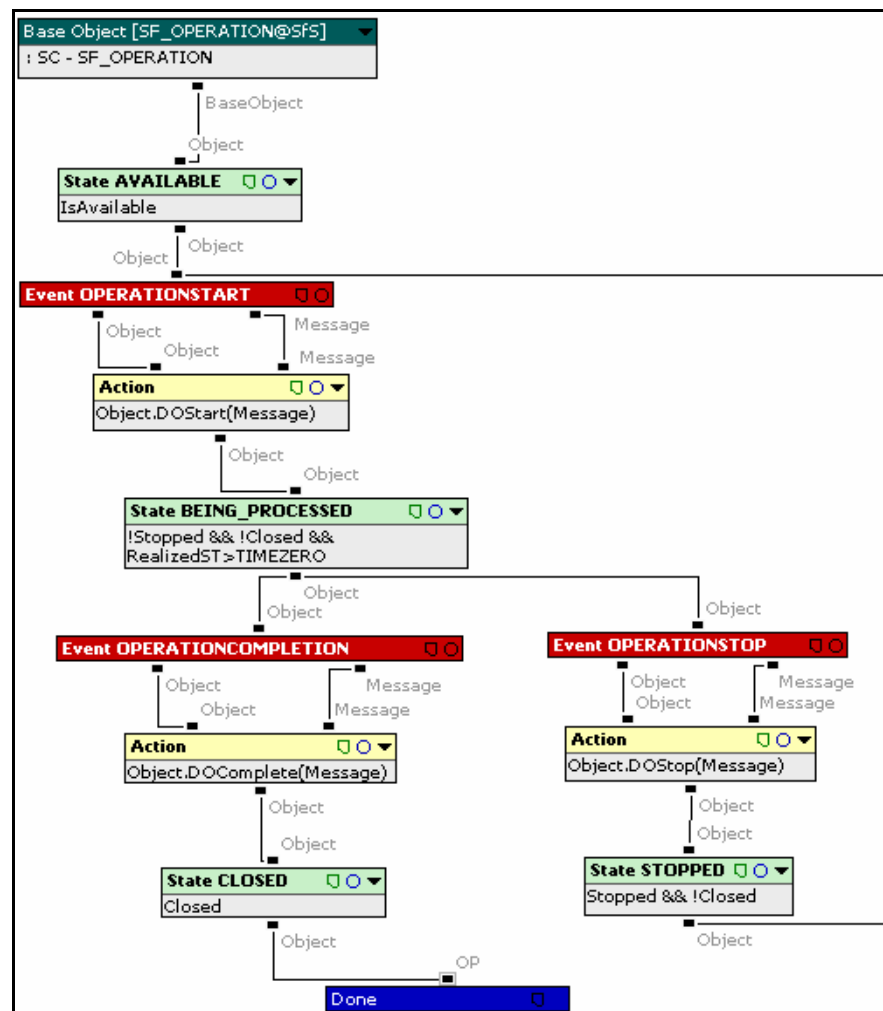 Base Object [SF_OPERATION@SfS]
: SC - SF_OPERATION
BaseObject
Object
State AVAILABLE
IsAvailable
Object
Object
Event OPERATIONSTART
Object
Message
Object
Message
Action
Object.DOStart(Message)
Object
Object
State BEING_PROCESSED
!Stopped && !Closed &&
RealizedST>TIMEZERO
Object
Object
Object
Event OPERATIONCOMPLETION
Event OPERATIONSTOP
Object
Message
Object
Message
Object
Message
Object
Message
Action
Object.DOComplete(Message)
Action
Object.DOStop(Message)
Object
Object
Object
Object
State CLOSED
Closed
State STOPPED
Stopped && !Closed
Object
Object
OP
Done